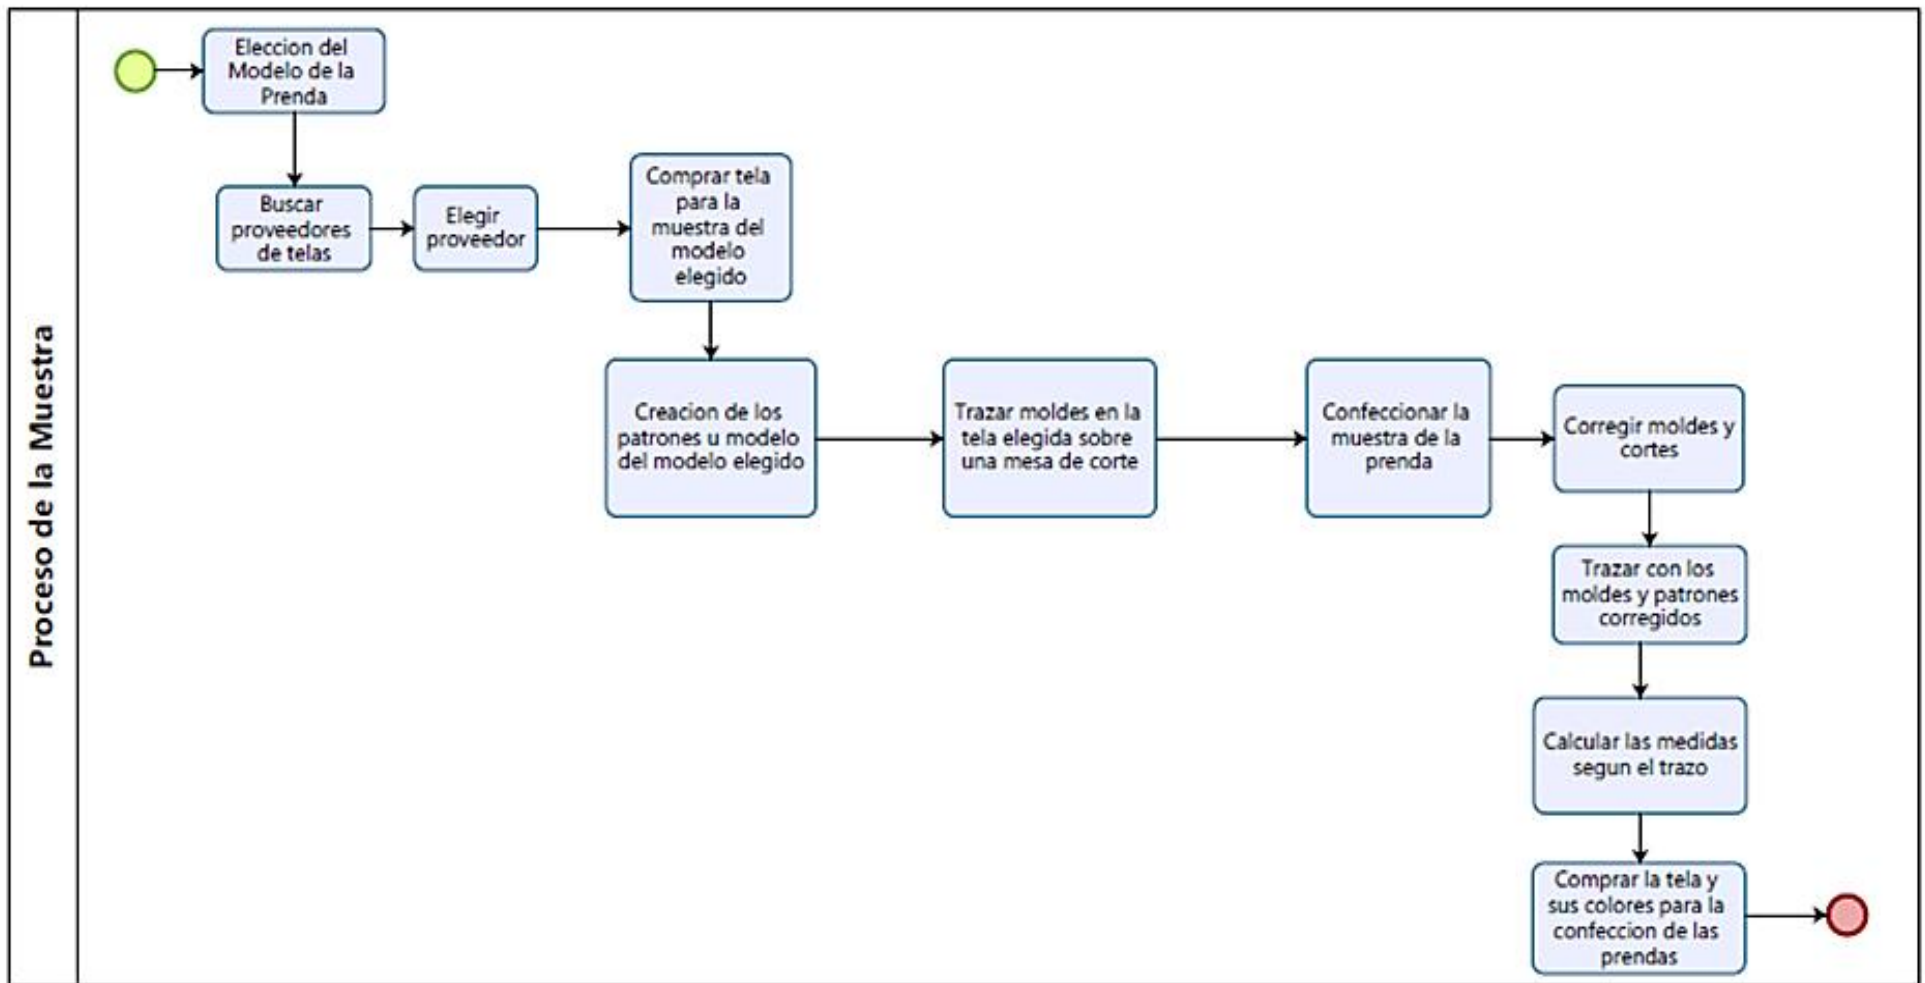 Proceso de la Muestra
Eleccion del
Modelo de la
Prenda
Buscar
proveedores
de telas
Elegir
proveedor
Comprar tela
para la
muestra del
modelo
elegido
Creacion de los
patrones u modelo
del modelo elegido
Trazar moldes en la
tela elegida sobre
una mesa de corte
Confeccionar la
muestra de la
prenda
Corregir moldes y
cortes
Trazar con los
moldes y patrones
corregidos
Calcular las medidas
segun el trazo
Comprar la tela y
sus colores para la
confeccion de las
prendas